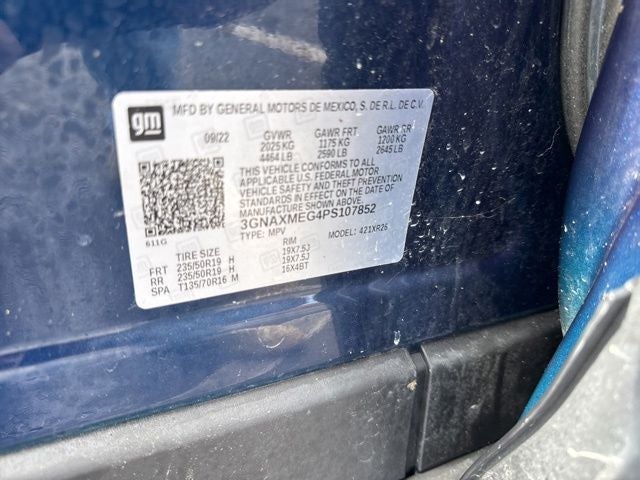 gm
MFD BY GENERAL MOTORS DE MEXICO, S. DE R.L. DE C.V.
09/22 GVWR GAWR FRT GAWR RR
2025 KG 1175 KG 1200 KG
4464 LB 2590 LB 2645 LB
THIS VEHICLE CONFORMS TO ALL
APPLICABLE U.S. FEDERAL MOTOR
VEHICLE SAFETY AND THEFT PREVENTION
STANDARDS IN EFFECT ON THE DATE OF
MANUFACTURE SHOWN ABOVE.
3GNAXMEG4PS107852
611G TYPE: MPV MODEL: 421XR26
TIRE SIZE RIM
FRT 235/50R19 H 19X7.5J
RR 235/50R19 H 19X7.5J
SPA T135/70R16 M 16X4BT